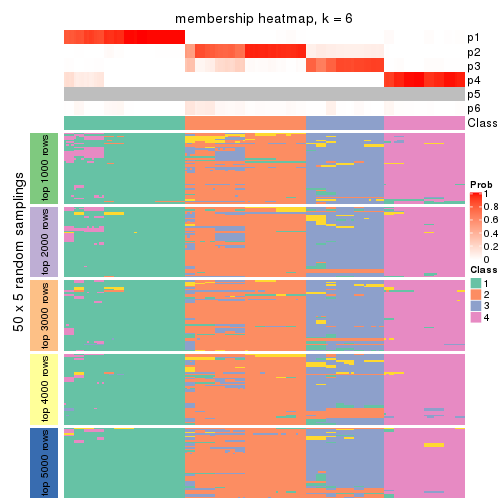 membership heatmap, k = 6
p1
p2
p3
p4
p5
p6
Class
50 x 5 random samplings
top 1000 rows
top 2000 rows
top 3000 rows
top 4000 rows
top 5000 rows
Prob
1
0.8
0.6
0.4
0.2
0
Class
1
2
3
4